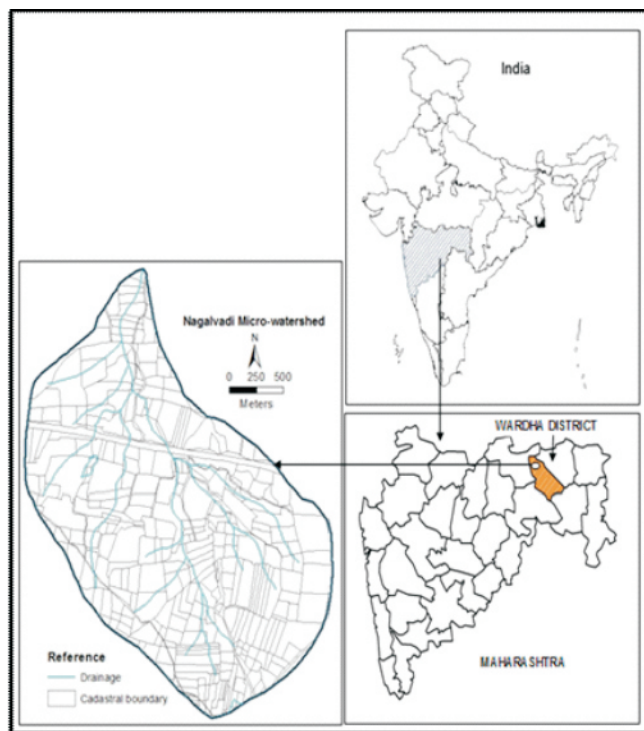 India
Nagalvadi Micro-watershed
N
0 250 500
Meters
Reference
Drainage
Cadastral boundary
WARDHA DISTRICT
MAHARASHTRA